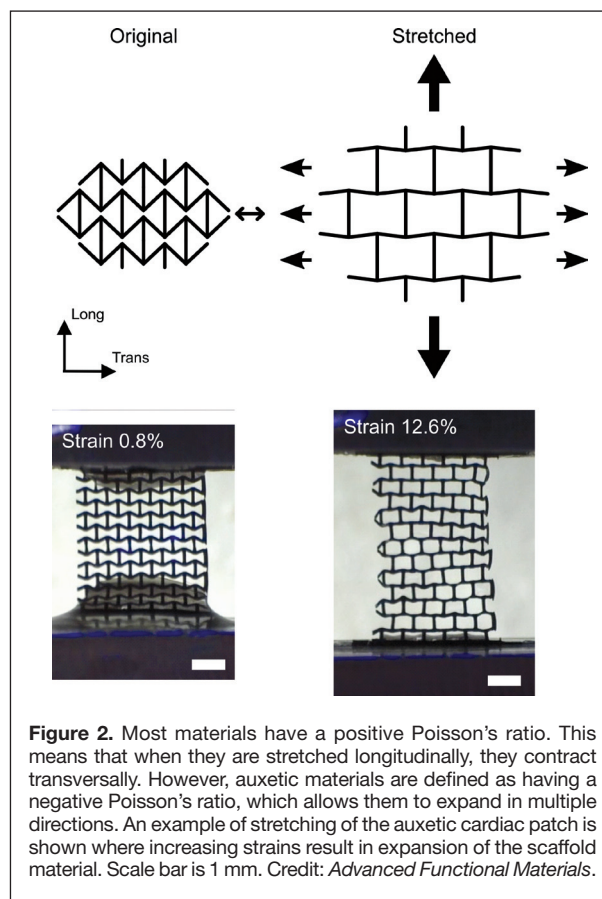 Original Stretched
Long
Trans
Strain 0.8% Strain 12.6%
Figure 2. Most materials have a positive Poisson's ratio. This
means that when they are stretched longitudinally, they contract
transversally. However, auxetic materials are defined as having a
negative Poisson's ratio, which allows them to expand in multiple
directions. An example of stretching of the auxetic cardiac patch is
shown where increasing strains result in expansion of the scaffold
material. Scale bar is 1 mm. Credit: Advanced Functional Materials.